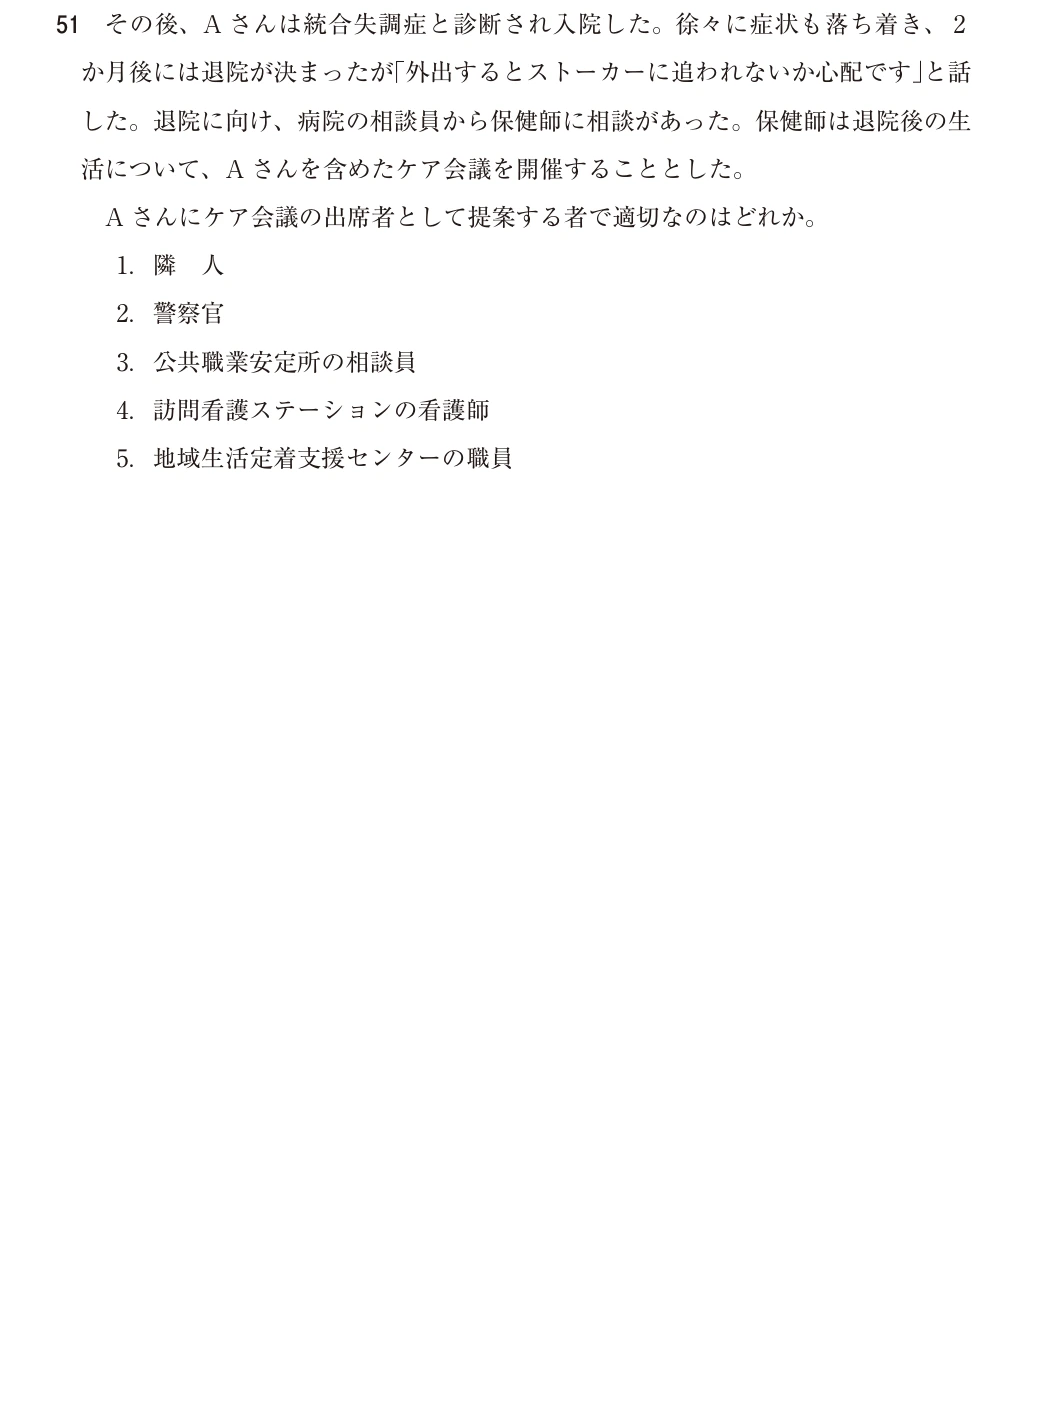 51　その後、A さんは統合失調症と診断され入院した。徐々に症状も落ち着き、 2
か月後には退院が決まったが「外出するとストーカーに追われないか心配です」と話
した。退院に向け、病院の相談員から保健師に相談があった。保健師は退院後の生
活について、A さんを含めたケア会議を開催することとした。
A さんにケア会議の出席者として提案する者で適切なのはどれか。
1. 隣　人
2. 警察官
3. 公共職業安定所の相談員
4. 訪問看護ステーションの看護師
5. 地域生活定着支援センターの職員